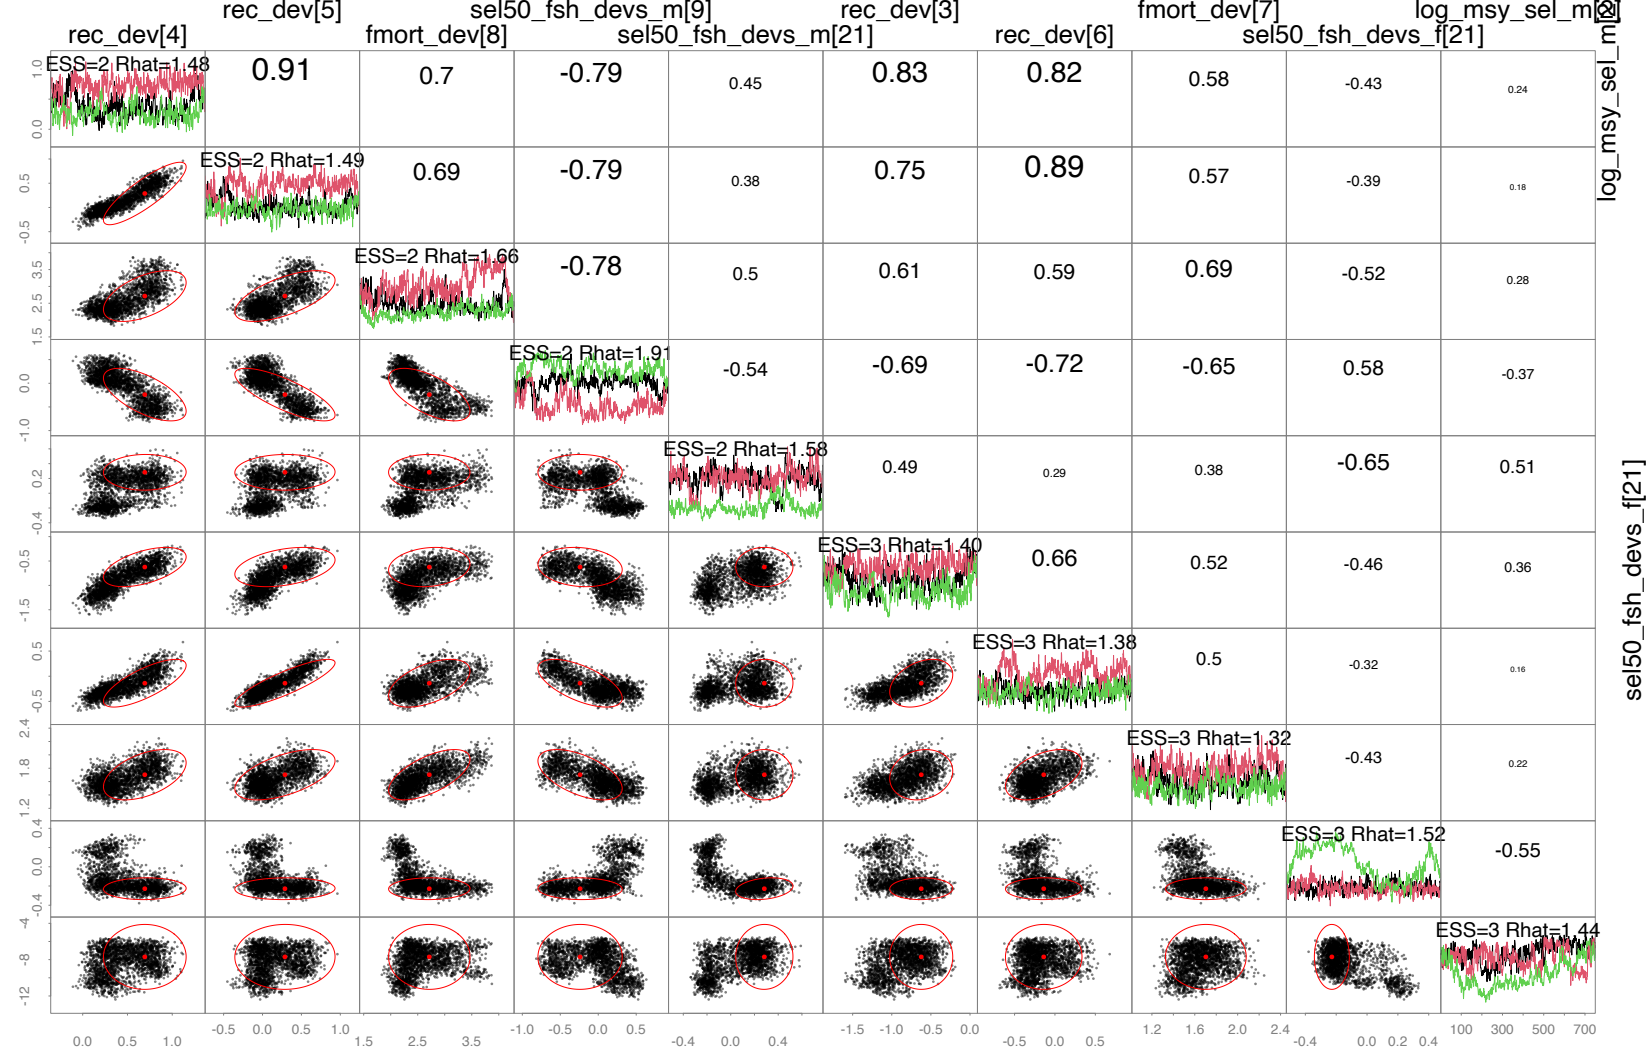 rec_dev[5] sel50_fsh_devs_m[9] rec_dev[3] fmort_dev[7] log_msy_sel_m[2]
rec_dev[4] fmort_dev[8] sel50_fsh_devs_m[21] rec_dev[6] sel50_fsh_devs_f[21]
log_msy_sel_m[2]
sel50_fsh_devs_f[21]
ESS=2 Rhat=1.48 0.91 0.7 -0.79 0.45 0.83 0.82 0.58 -0.43 0.24
0.0 1.0
ESS=2 Rhat=1.49 0.69 -0.79 0.38 0.75 0.89 0.57 -0.39 0.18
-0.5 0.5
ESS=2 Rhat=1.66 -0.78 0.5 0.61 0.59 0.69 -0.52 0.28
1.5 2.5 3.5
ESS=2 Rhat=1.91 -0.54 -0.69 -0.72 -0.65 0.58 -0.37
-1.0 0.0
ESS=2 Rhat=1.58 0.49 0.29 0.38 -0.65 0.51
-0.4 0.2
ESS=3 Rhat=1.40 0.66 0.52 -0.46 0.36
-1.5 -0.5
ESS=3 Rhat=1.38 0.5 -0.32 0.16
-0.5 0.5
ESS=3 Rhat=1.32 -0.43 0.22
1.2 1.8 2.4
ESS=3 Rhat=1.52 -0.55
-0.4 0.0 0.4
ESS=3 Rhat=1.44
-12 -8 -4
-0.5 0.0 0.5 1.0 -1.0 -0.5 0.0 0.5 -1.5 -1.0 -0.5 0.0 1.2 1.6 2.0 2.4 100 300 500 700
0.0 0.5 1.0 1.5 2.5 3.5 -0.4 0.0 0.4 -0.5 0.0 0.5 -0.4 0.0 0.2 0.4